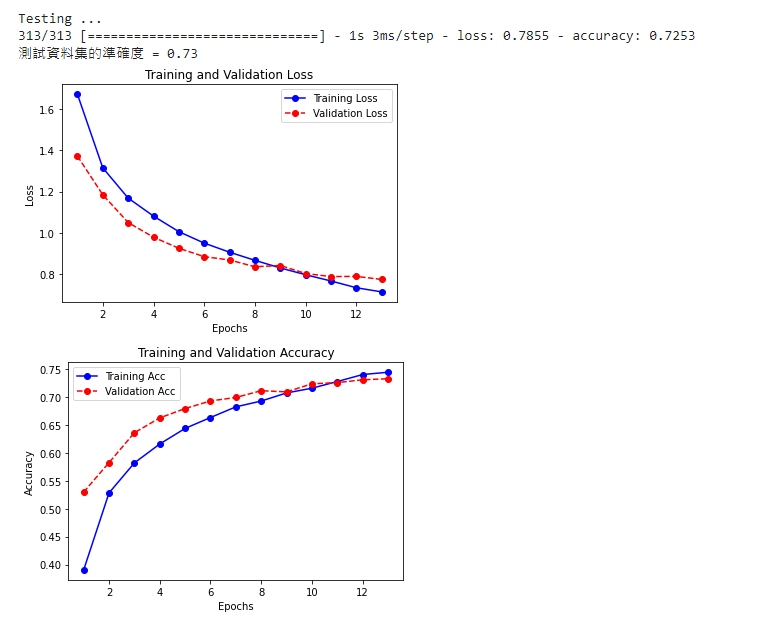 Testing ...
313/313 [==============================] - 1s 3ms/step - loss: 0.7855 - accuracy: 0.7253
測試資料集的準確度 = 0.73
Training and Validation Loss
Training Loss
Validation Loss
1.6
1.4
1.2
1.0
0.8
Loss
2 4 6 8 10 12
Epochs
Training and Validation Accuracy
Training Acc
Validation Acc
0.75
0.70
0.65
0.60
0.55
0.50
0.45
0.40
Accuracy
2 4 6 8 10 12
Epochs